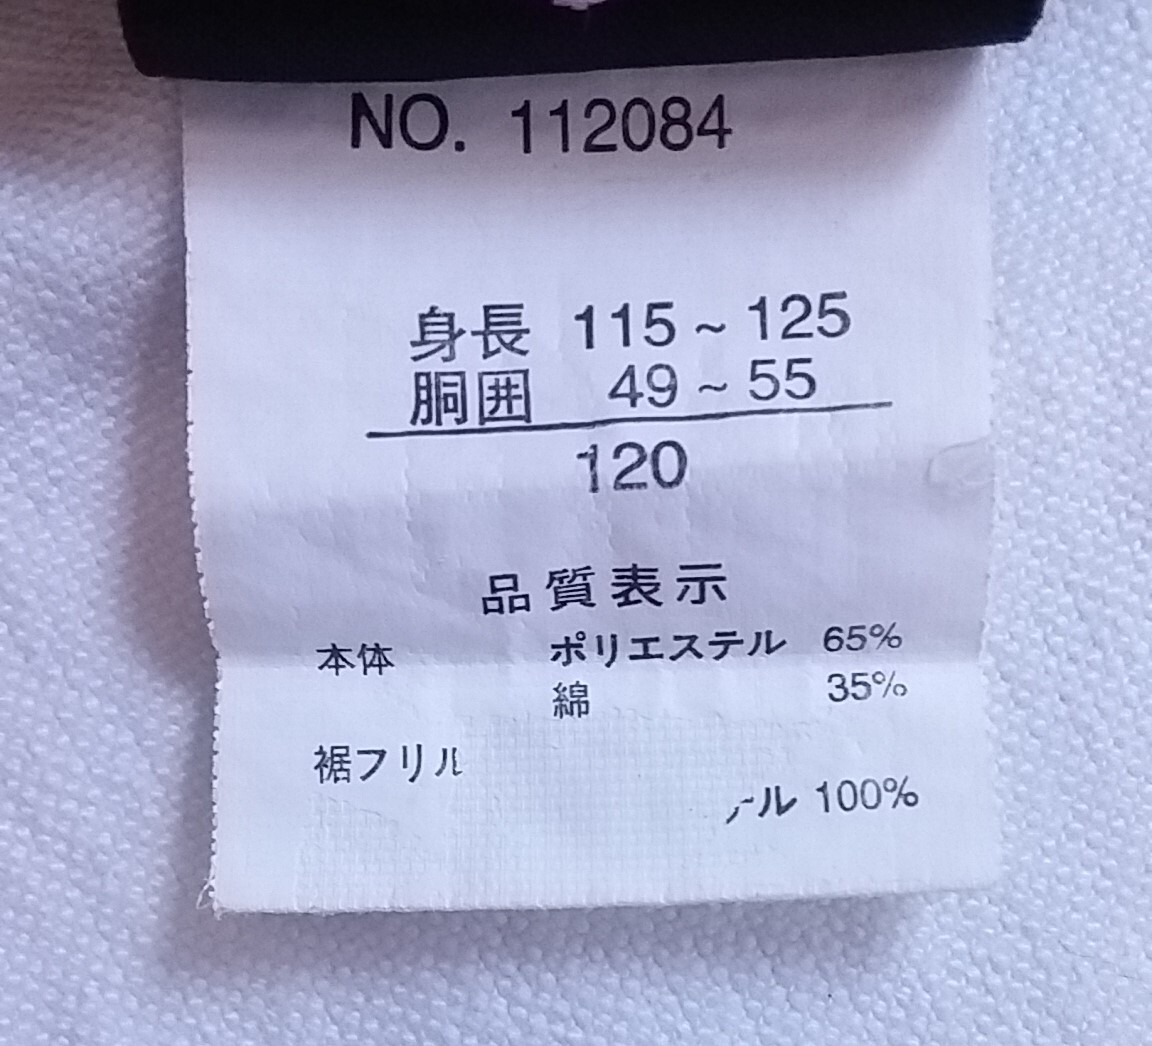 NO. 112084
身長 115 ~ 125
胴囲 49 ~ 55
120
品質表示
本体 ポリエステル 65%
綿 35%
裾フリル
100%